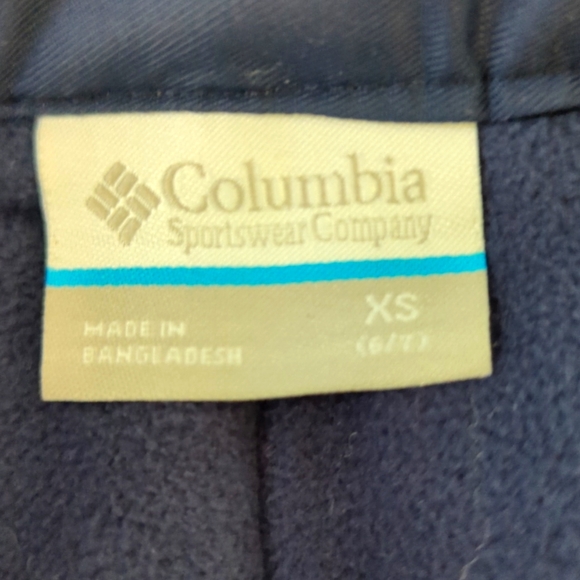 Columbia
Sportswear Company
XS
(6/7)
MADE IN
BANGLADESH